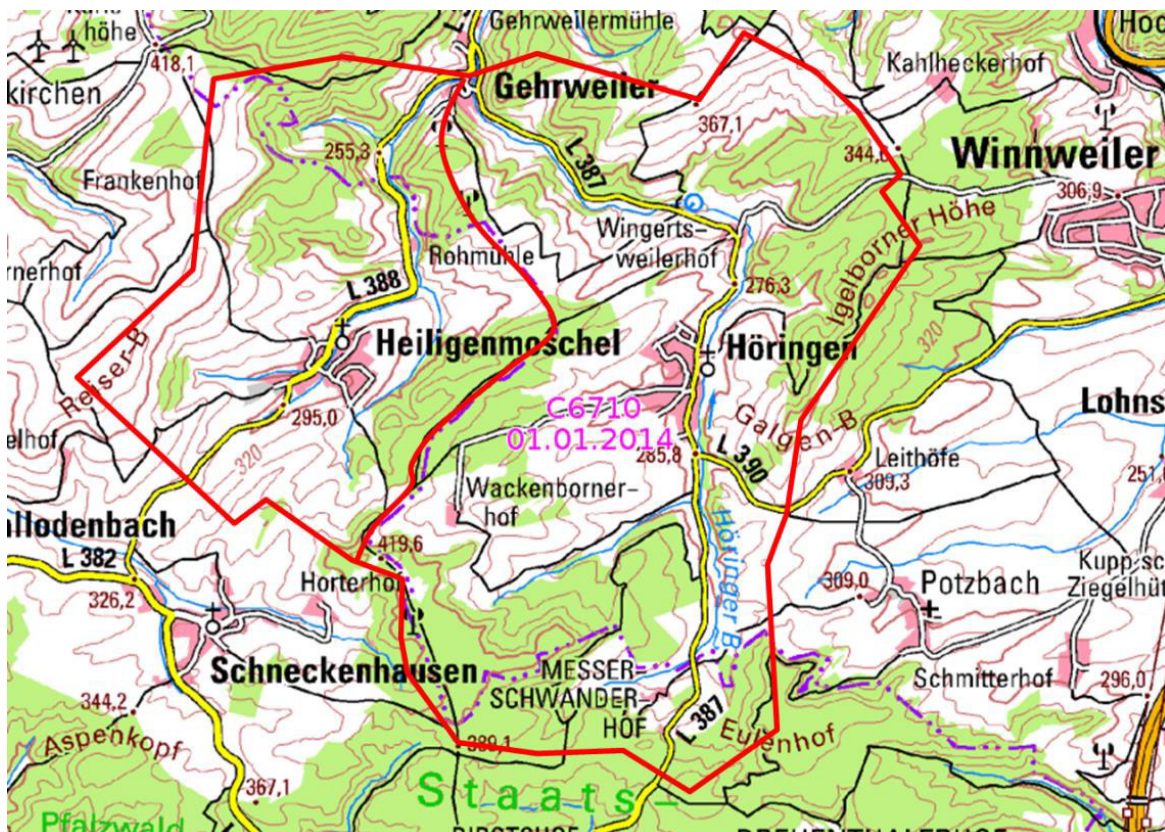 höhe
Gehrweilermühle
418,1
kirchen
Gehrweiler
Kahlheckerhof
367,1
Winnweiler
255,3
L 387
344,6
Frankenhof
306,9
Wingerts-
weilerhof
Rohmühle
Igelborner Höhe
L 388
276,3
Reiser-B
Heiligenmoschel
Höringen
320
C6710
01.01.2014
Lohns
295,0
Galgen-B
285,8
L 390
320
Leithöfe
309,3
Wackenborner-
hof
llodenbach
L 382
419,6
Horterhof
Höringer B
326,2
309,0
Potzbach
Kupp-sc
Ziegelhüt
Schneckenhausen
MESSER-
SCHWANDER-
HOF
Schmitterhof
296,0
344,2
Aspenkopf
L 387
Eulenhof
389,1
367,1
Staats-
Pfalzwald